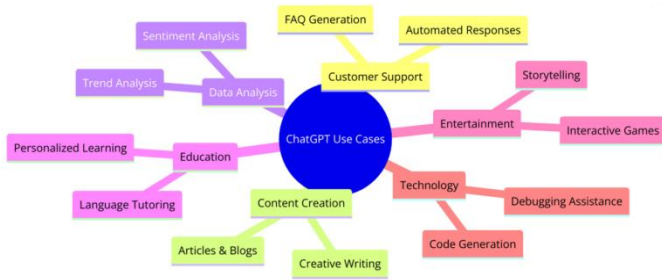 FAQ Generation
Automated Responses
Customer Support
Sentiment Analysis
Trend Analysis
Data Analysis
Storytelling
Entertainment
Interactive Games
ChatGPT Use Cases
Personalized Learning
Education
Language Tutoring
Technology
Debugging Assistance
Code Generation
Content Creation
Articles & Blogs
Creative Writing